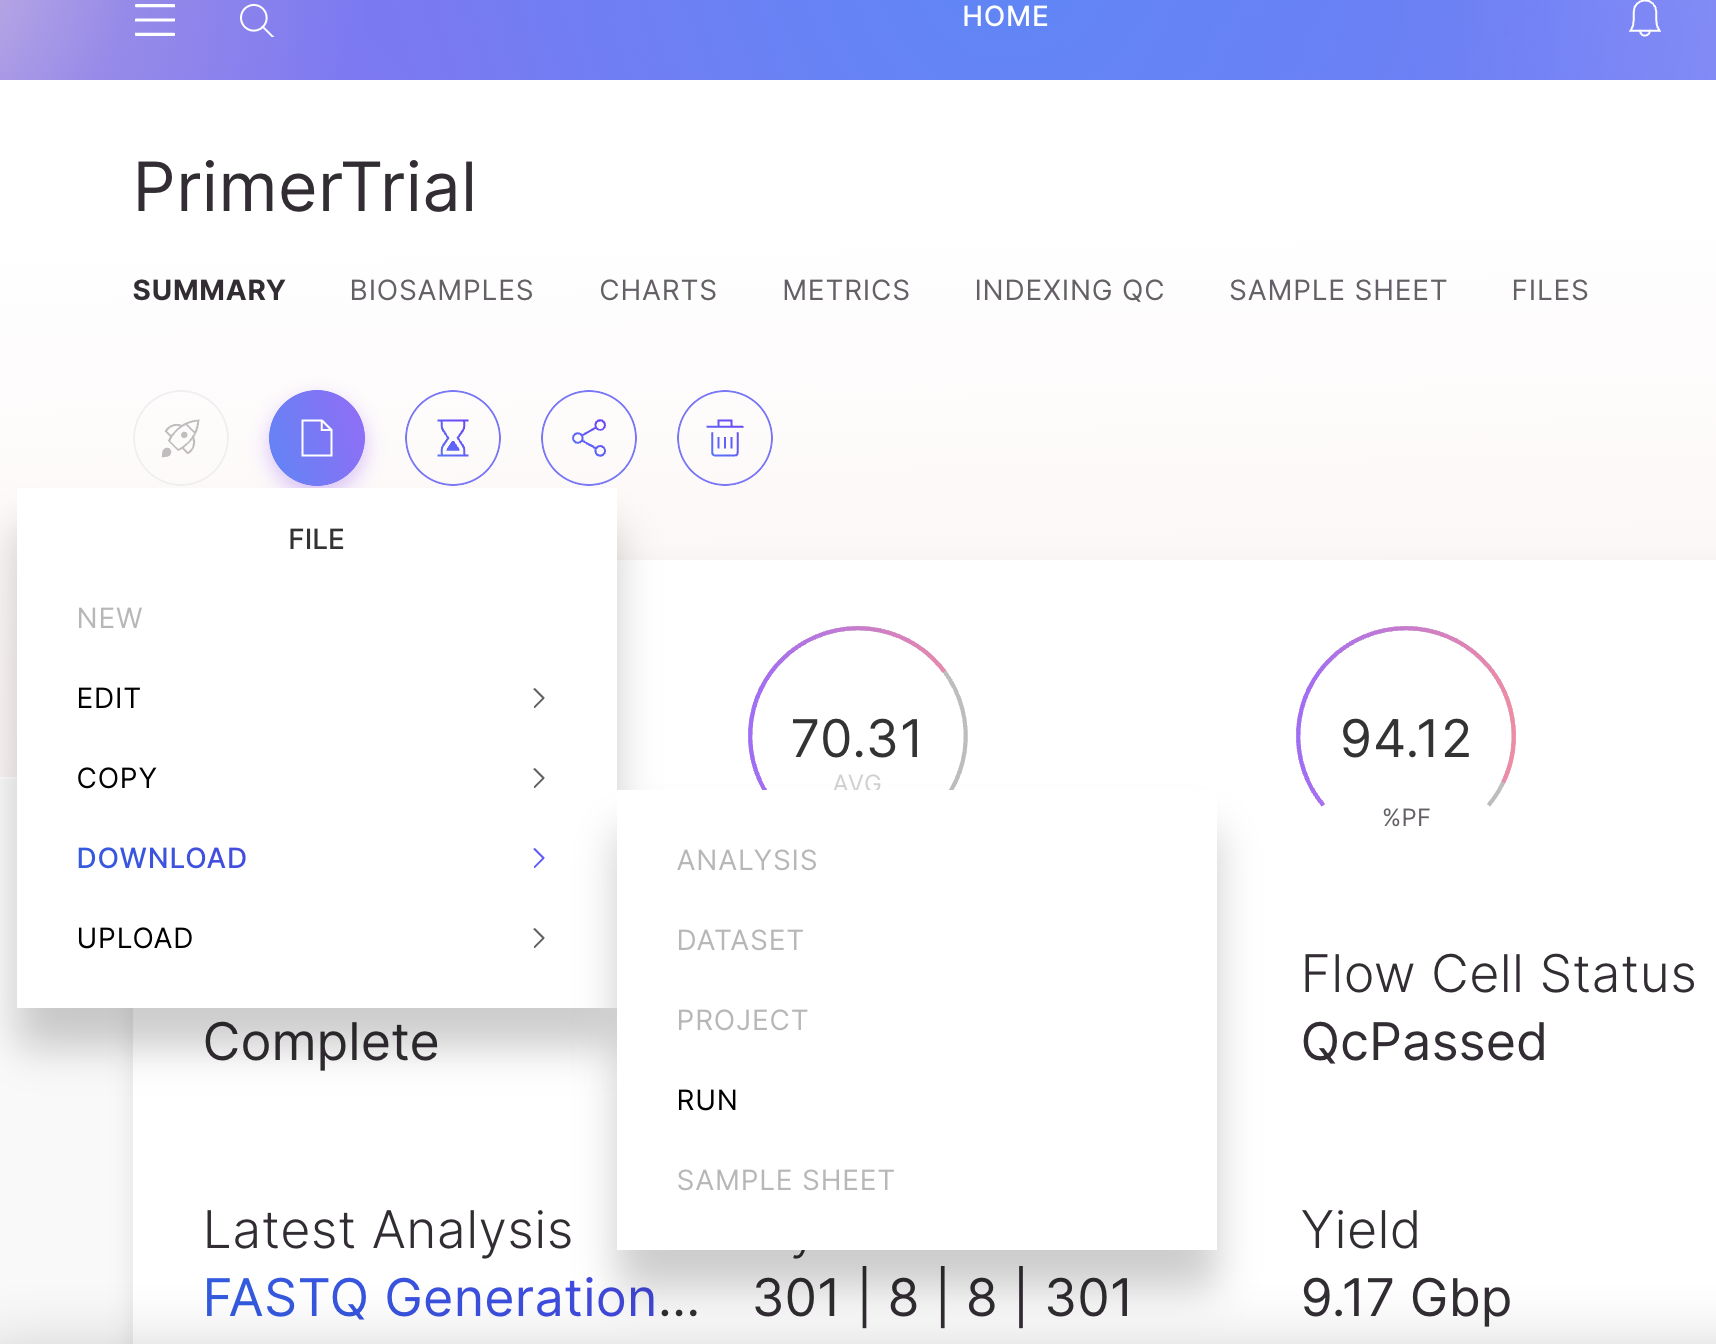 HOME
PrimerTrial
SUMMARY BIOSAMPLES CHARTS METRICS INDEXING QC SAMPLE SHEET FILES
FILE
NEW
EDIT
COPY
DOWNLOAD
UPLOAD
70.31
AVG
94.12
%PF
ANALYSIS
DATASET
PROJECT
RUN
SAMPLE SHEET
Complete
Flow Cell Status
QcPassed
Latest Analysis
FASTQ Generation...
301 | 8 | 8 | 301
Yield
9.17 Gbp